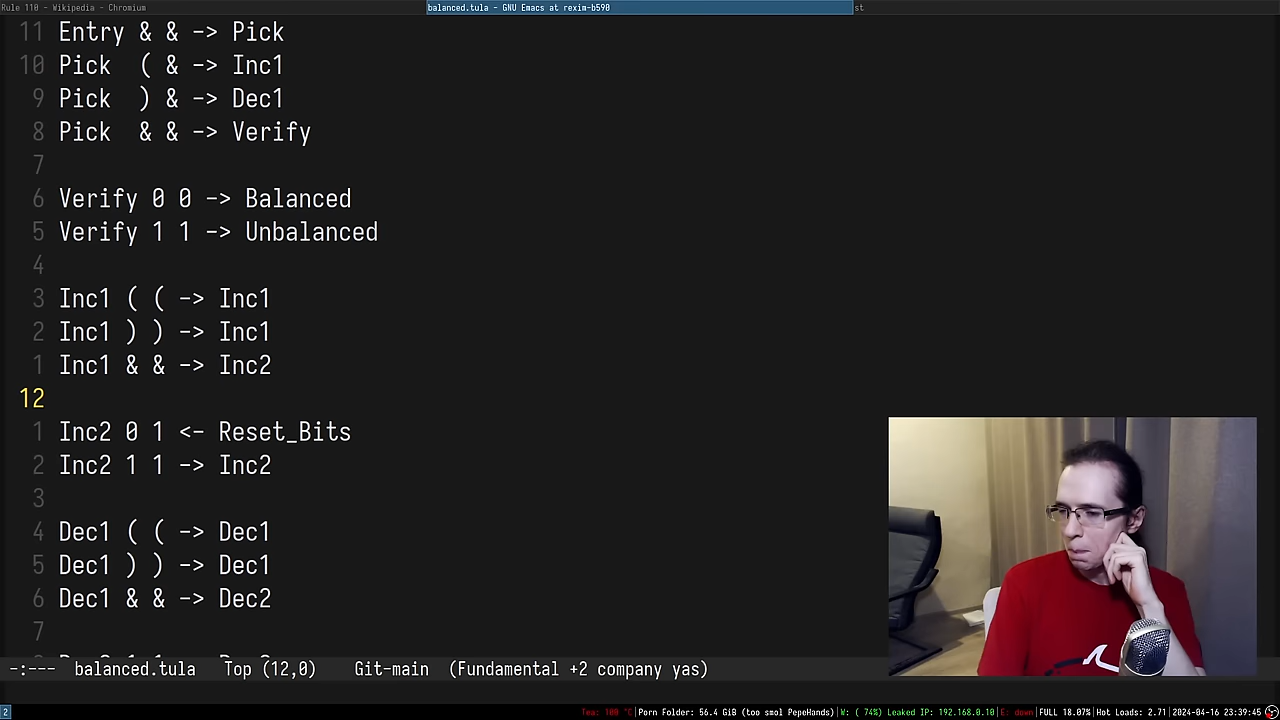 Rule 110 - Wikipedia - Chromium
balanced.tula - GNU Emacs at rexim-b590
st
11 Entry & & -> Pick
10 Pick  ( & -> Inc1
9 Pick  ) & -> Dec1
8 Pick  & & -> Verify
7
6 Verify 0 0 -> Balanced
5 Verify 1 1 -> Unbalanced
4
3 Inc1 ( ( -> Inc1
2 Inc1 ) ) -> Inc1
1 Inc1 & & -> Inc2
12
1 Inc2 0 1 <- Reset_Bits
2 Inc2 1 1 -> Inc2
3
4 Dec1 ( ( -> Dec1
5 Dec1 ) ) -> Dec1
6 Dec1 & & -> Dec2
7
-:---  balanced.tula   Top (12,0)    Git-main  (Fundamental +2 company yas)
2
Tea: 100 °C|Porn Folder: 56.4 GiB (too smol PepeHands)|W: ( 74%) Leaked IP: 192.168.0.10|E: down|FULL 18.07%|Hot Loads: 2.71|2024-04-16 23:39:45